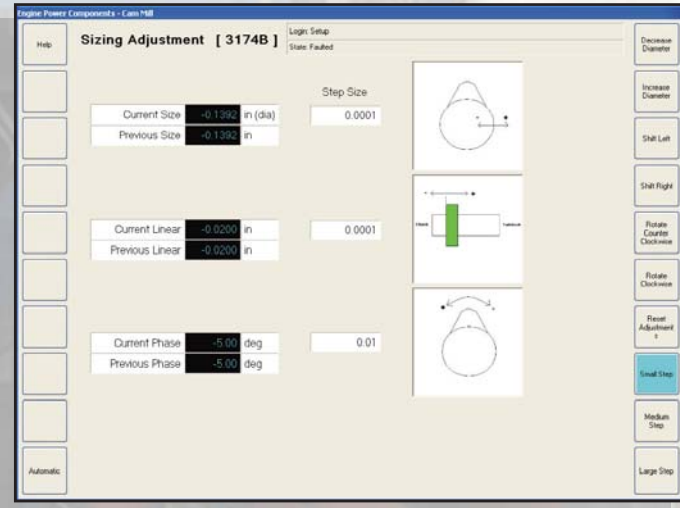 Engine Power Components - Cam Mill
Help
Sizing Adjustment [ 3174B ]
Login: Setup
State: Faulted
Decrease
Diameter
Step Size
Increase
Diameter
Current Size -0.1392 in (dia) 0.0001
Previous Size -0.1392 in
Shift Left
Shift Right
Current Linear -0.0200 in 0.0001
Previous Linear -0.0200 in
Rotate
Counter
Clockwise
Rotate
Clockwise
Reset
Adjustment
s
Current Phase -5.00 deg 0.01
Previous Phase -5.00 deg
Small Step
Medium
Step
Automatic
Large Step